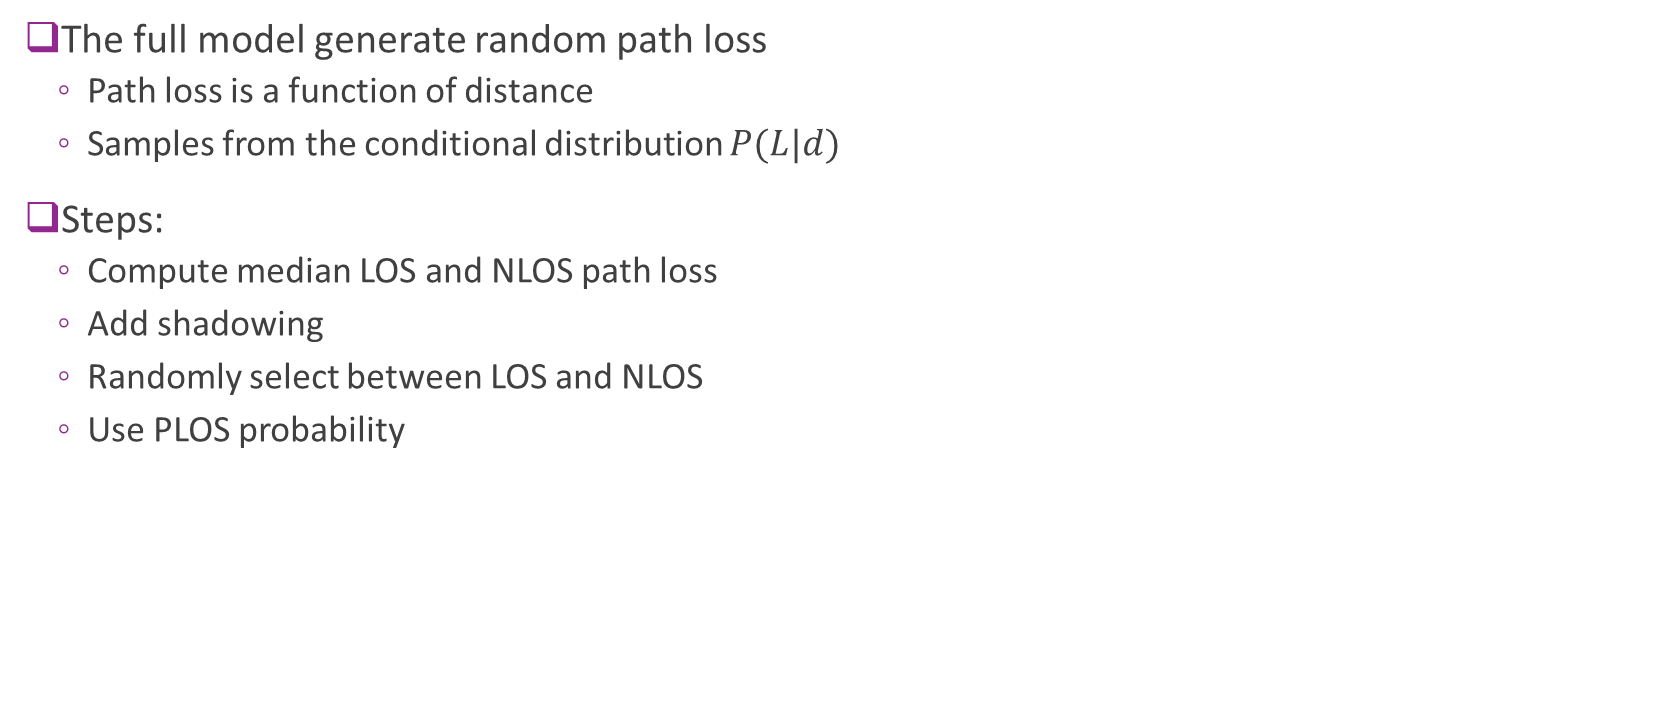 The full model generate random path loss
Path loss is a function of distance
Samples from the conditional distribution P(L|d)
Steps:
Compute median LOS and NLOS path loss
Add shadowing
Randomly select between LOS and NLOS
Use PLOS probability